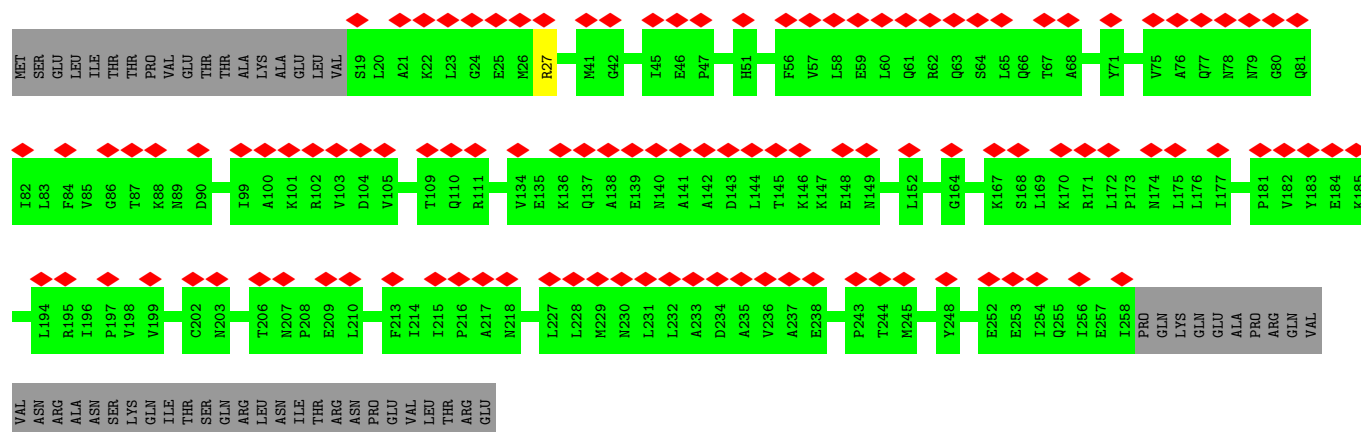 MET SER GLU LEU ILE THR THR PRO VAL GLU THR THR ALA LYS ALA GLU LEU VAL S19 L20 A21 K22 L23 G24 E25 M26 R27 M41 G42 I45 E46 P47 H51 F56 V57 L58 E59 L60 Q61 R62 Q63 S64 L65 Q66 T67 A68 Y71 V75 A76 Q77 N78 N79 G80 Q81
I82 L83 F84 V85 G86 T87 K88 N89 D90 I99 A100 K101 R102 V103 D104 V105 T109 Q110 R111 V134 E135 K136 Q137 A138 E139 N140 A141 A142 D143 L144 T145 K146 K147 E148 N149 L152 G164 K167 S168 L169 K170 R171 L172 P173 N174 L175 L176 I177 P181 V182 Y183 E184 K185
L194 R195 I196 P197 V198 V199 C202 N203 T206 N207 P208 E209 L210 F213 I214 I215 P216 A217 N218 L227 L228 M229 N230 L231 L232 A233 D234 A235 V236 A237 E238 P243 T244 M245 Y248 E252 E253 I254 Q255 I256 E257 I258 PRO GLN LYS GLN GLU ALA PRO ARG GLN VAL
VAL ASN ARG ALA ASN SER LYS GLN ILE THR SER GLN ARG LEU ASN ILE THR ARG ASN PRO GLU VAL LEU THR ARG GLU